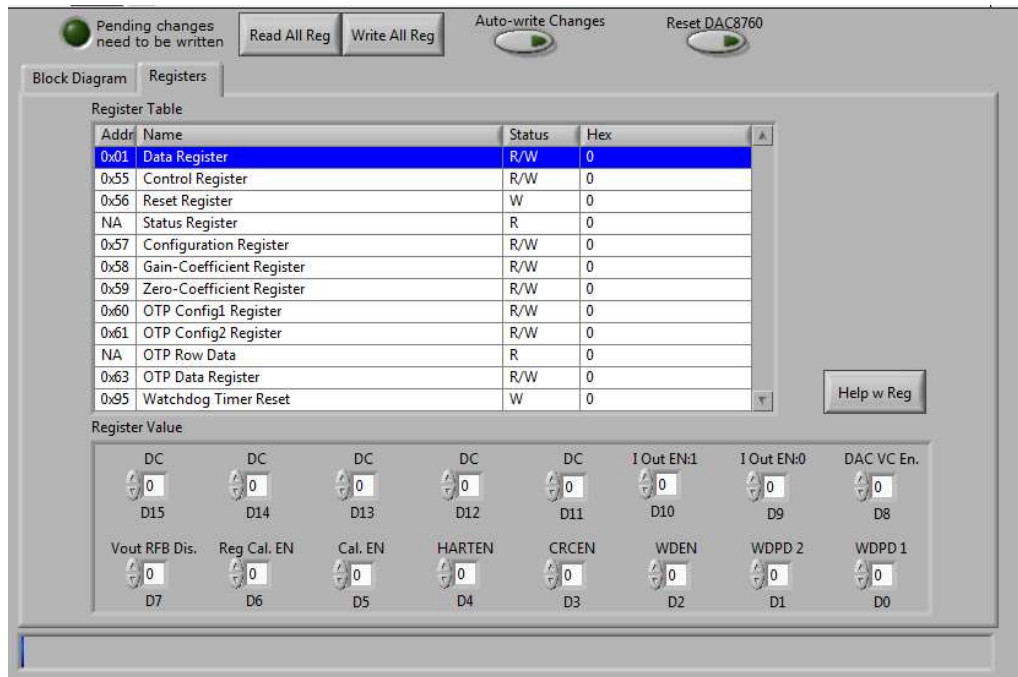 Pending changes
need to be written
Read All Reg
Write All Reg
Auto-write Changes
Reset DAC8760
Block Diagram
Registers
Register Table
Addr Name Status Hex
0x01 Data Register R/W 0
0x55 Control Register R/W 0
0x56 Reset Register W 0
NA Status Register R 0
0x57 Configuration Register R/W 0
0x58 Gain-Coefficient Register R/W 0
0x59 Zero-Coefficient Register R/W 0
0x60 OTP Config1 Register R/W 0
0x61 OTP Config2 Register R/W 0
NA OTP Row Data R 0
0x63 OTP Data Register R/W 0
0x95 Watchdog Timer Reset W 0
Help w Reg
Register Value
DC DC DC DC DC I Out EN:1 I Out EN:0 DAC VC En.
0 0 0 0 0 0 0 0
D15 D14 D13 D12 D11 D10 D9 D8
Vout RFB Dis. Reg Cal. EN Cal. EN HARTEN CRCEN WDEN WDPD 2 WDPD 1
0 0 0 0 0 0 0 0
D7 D6 D5 D4 D3 D2 D1 D0